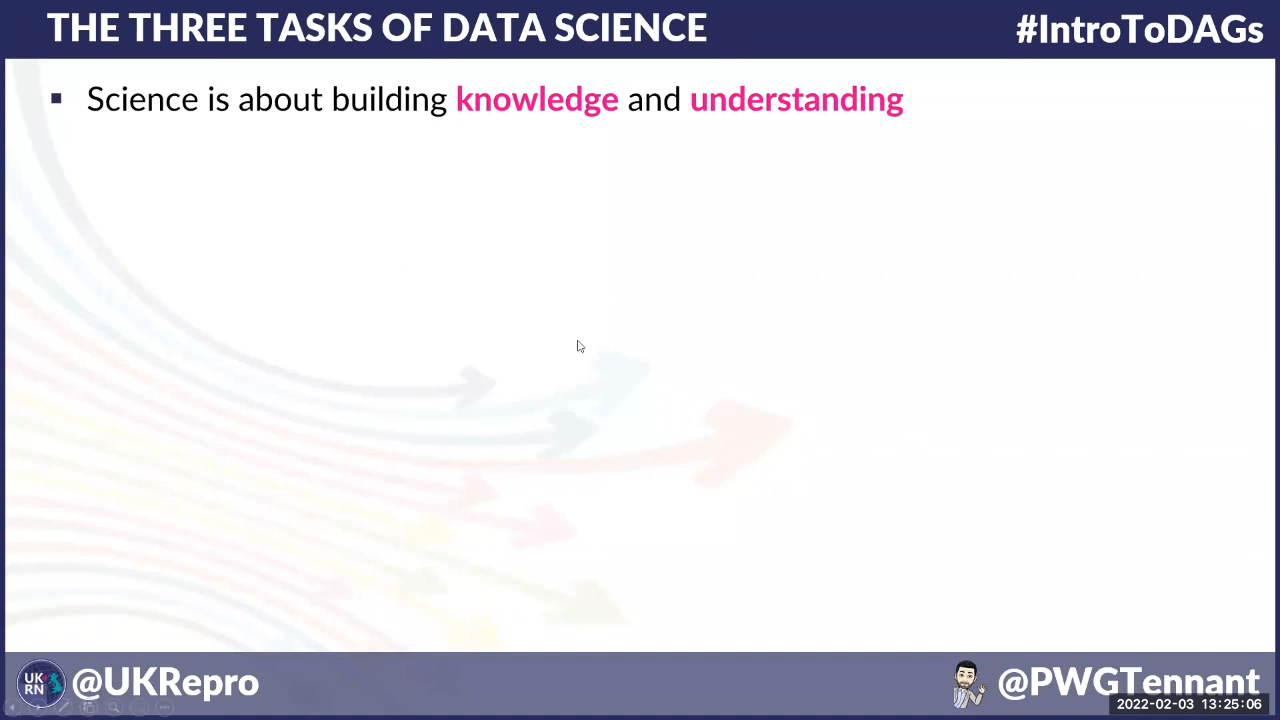 THE THREE TASKS OF DATA SCIENCE
#IntroToDAGs
▪ Science is about building knowledge and understanding
UK
RN
@UKRepro
@PWGTennant
2022-02-03 13:25:06